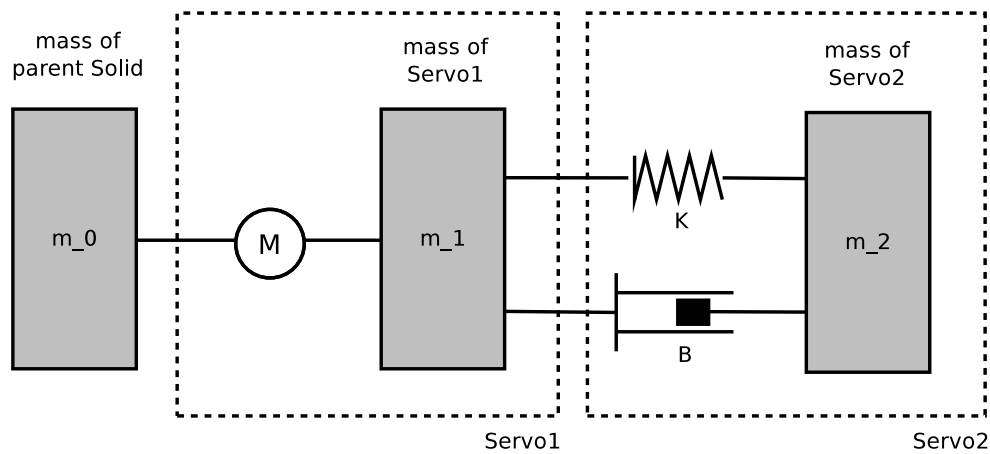 mass of
parent Solid
mass of
Servo1
mass of
Servo2
m_0
M
m_1
K
B
m_2
Servo1
Servo2